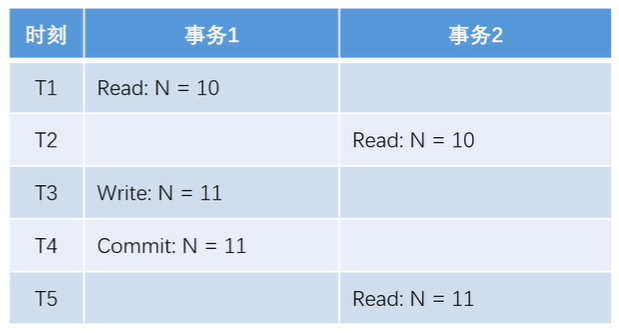 时刻 事务1 事务2
T1 Read: N = 10
T2 Read: N = 10
T3 Write: N = 11
T4 Commit: N = 11
T5 Read: N = 11